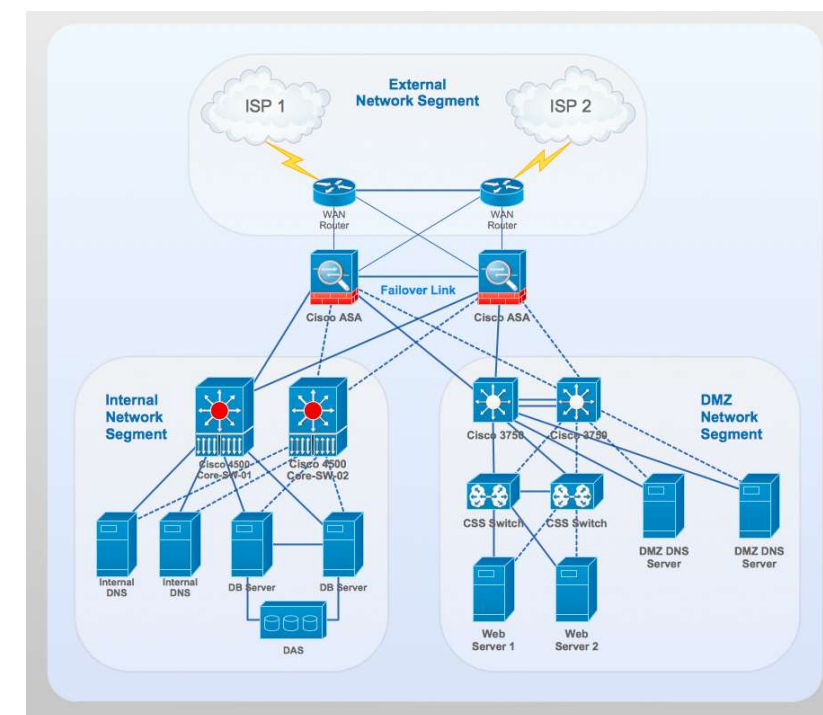 External
Network Segment
ISP 1
ISP 2
WAN
Router
WAN
Router
Failover Link
Cisco ASA
Cisco ASA
Internal
Network
Segment
DMZ
Network
Segment
Cisco 4500
Core-SW-01
Cisco 4500
Core-SW-02
Cisco 3750
Cisco 3750
CSS Switch
CSS Switch
Internal
DNS
Internal
DNS
DB Server
DB Server
DMZ DNS
Server
DMZ DNS
Server
DAS
Web
Server 1
Web
Server 2